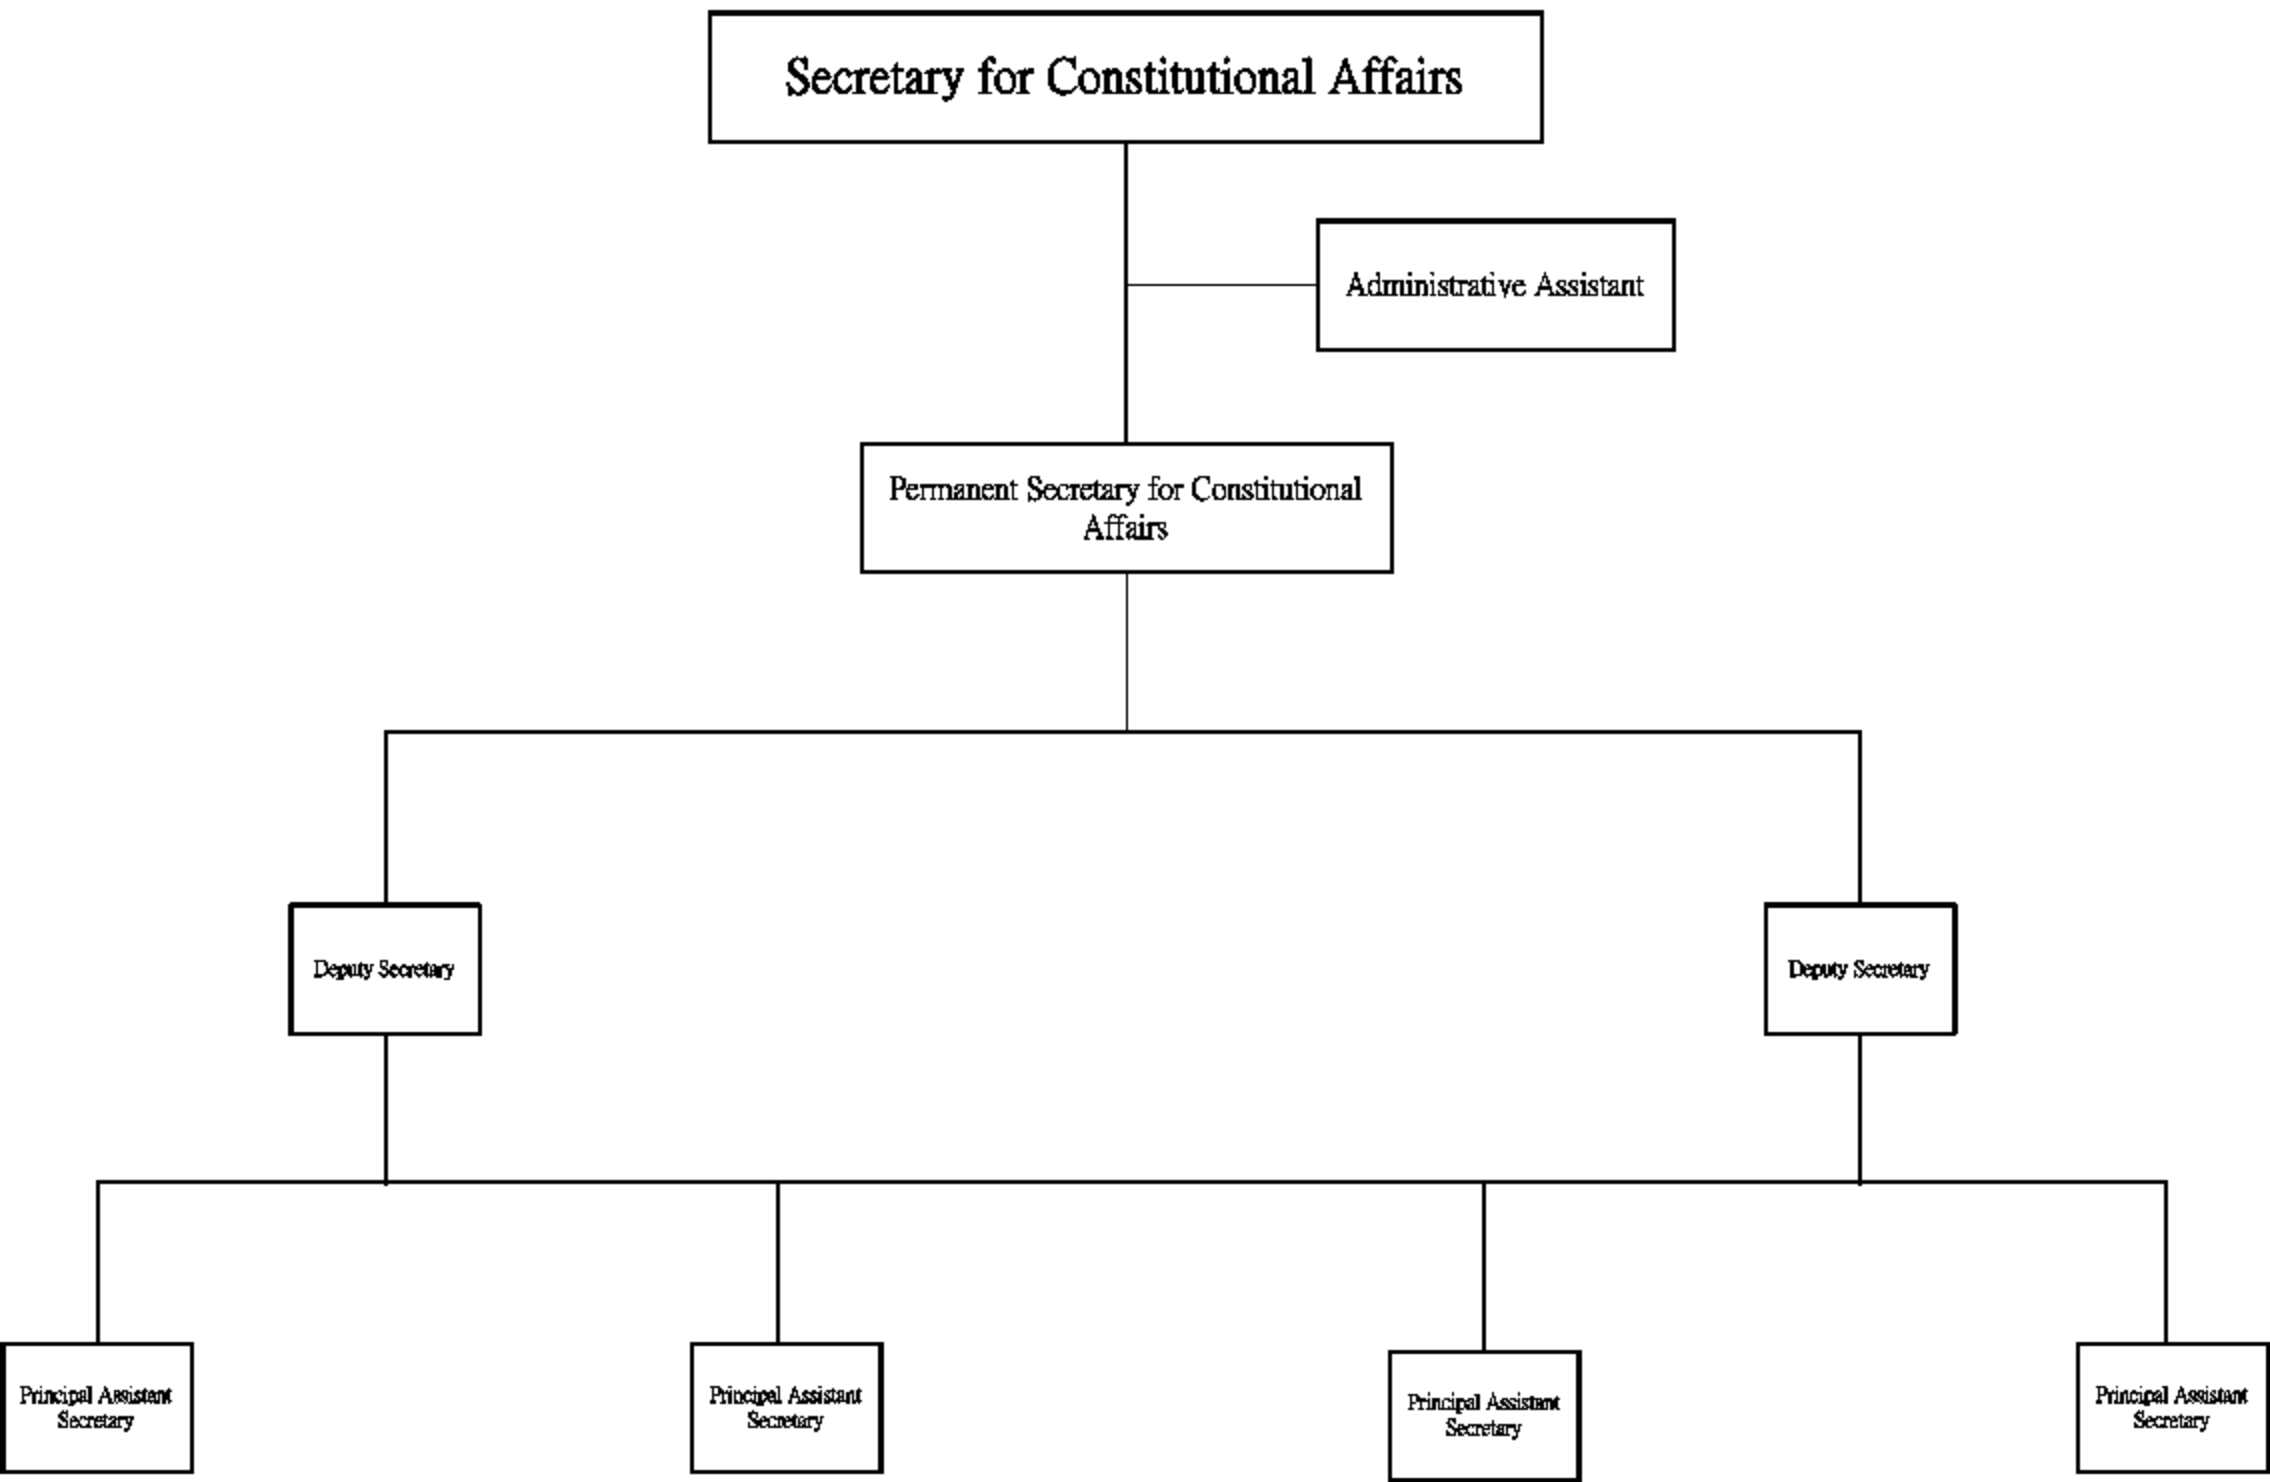 Secretary for Constitutional Affairs
Administrative Assistant
Permanent Secretary for Constitutional
Affairs
Deputy Secretary
Deputy Secretary
Principal Assistant
Secretary
Principal Assistant
Secretary
Principal Assistant
Secretary
Principal Assistant
Secretary